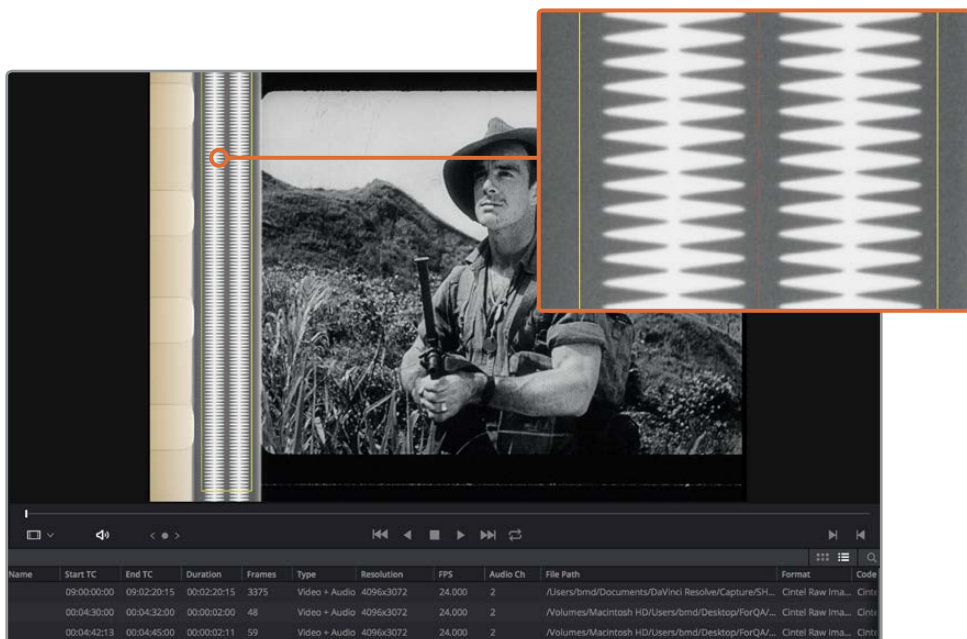 Name Start TC End TC Duration Frames Type Resolution FPS Audio Ch File Path Format Code
09:00:00:00 09:02:20:15 00:02:20:15 3375 Video + Audio 4096x3072 24.000 2 /Users/bmd/Documents/DaVinci Resolve/Capture/SH... Cintel Raw Ima... Cinte
00:04:30:00 00:04:32:00 00:00:02:00 48 Video + Audio 4096x3072 24.000 2 /Volumes/Macintosh HD/Users/bmd/Desktop/ForQA/... Cintel Raw Ima... Cinte
00:04:42:13 00:04:45:00 00:00:02:11 59 Video + Audio 4096x3072 24.000 2 /Volumes/Macintosh HD/Users/bmd/Desktop/ForQA/... Cintel Raw Ima... Cinte